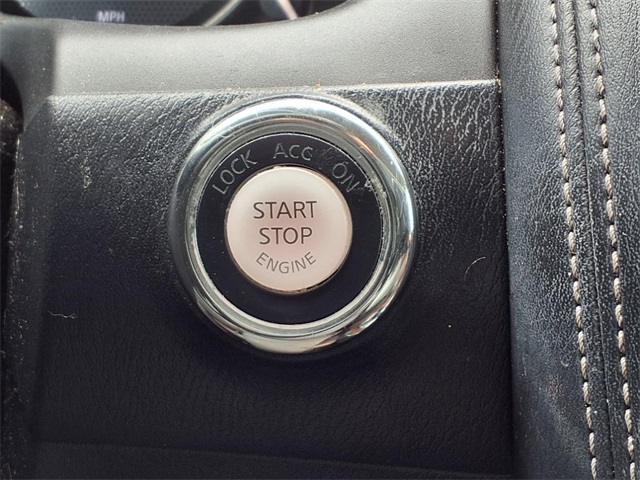 MPH
LOCK ACC ON
START
STOP
ENGINE